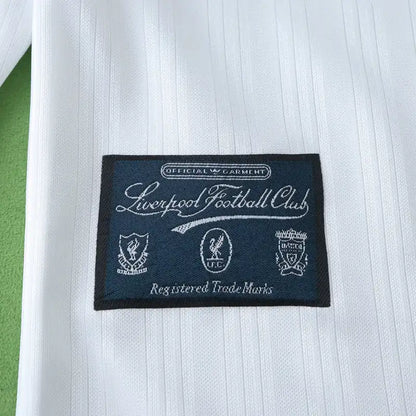 OFFICIAL GARMENT
Liverpool Football Club
L.F.C.
Registered Trade Marks